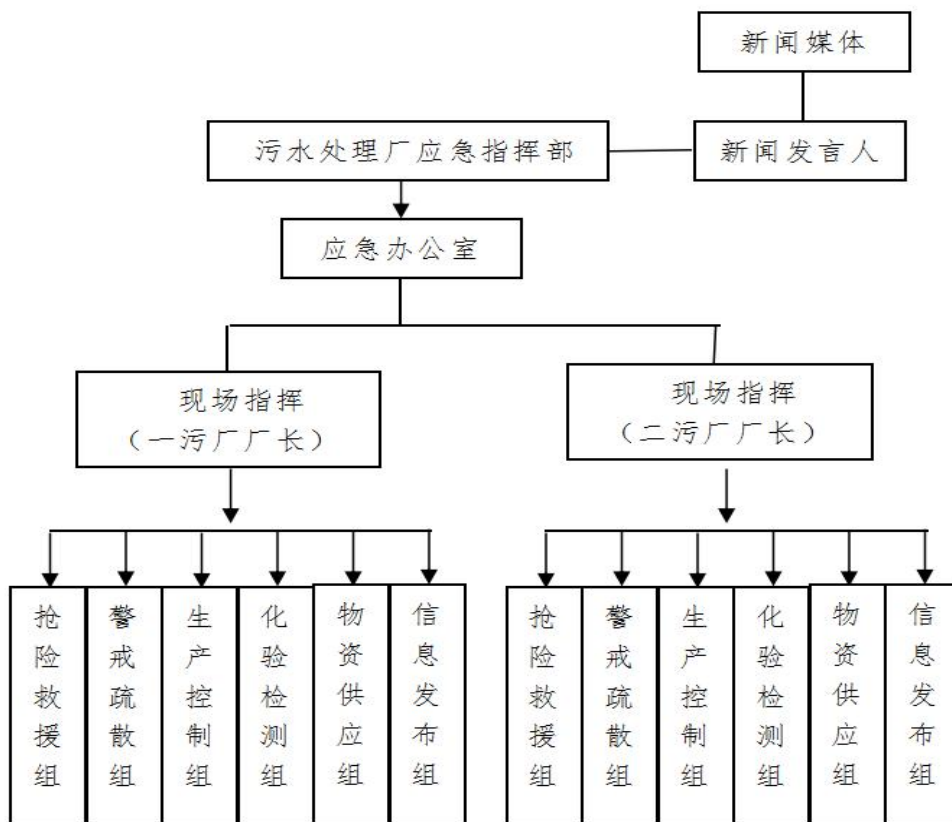 新闻媒体
污水处理厂应急指挥部
新闻发言人
应急办公室
现场指挥
（一污厂厂长）
现场指挥
（二污厂厂长）
抢险救援组
警戒疏散组
生产控制组
化验检测组
物资供应组
信息发布组
抢险救援组
警戒疏散组
生产控制组
化验检测组
物资供应组
信息发布组